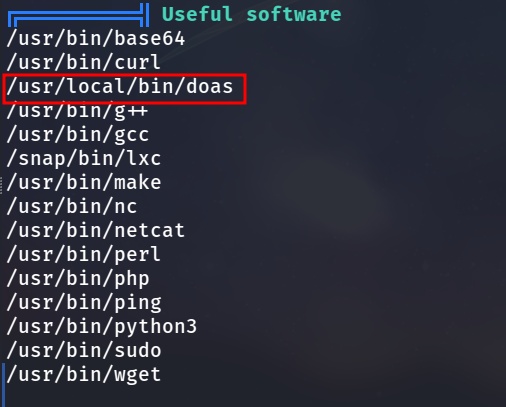 Useful software
/usr/bin/base64
/usr/bin/curl
/usr/local/bin/doas
/usr/bin/g++
/usr/bin/gcc
/snap/bin/lxc
/usr/bin/make
/usr/bin/nc
/usr/bin/netcat
/usr/bin/perl
/usr/bin/php
/usr/bin/ping
/usr/bin/python3
/usr/bin/sudo
/usr/bin/wget